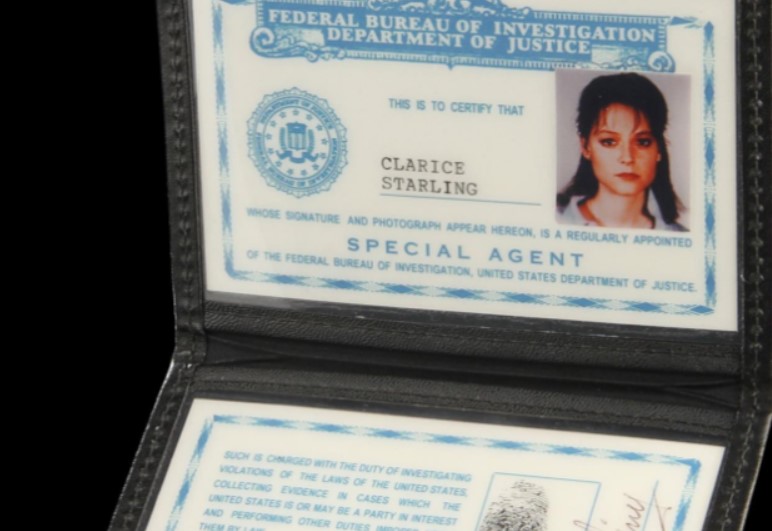 FEDERAL BUREAU OF INVESTIGATION
DEPARTMENT OF JUSTICE
THIS IS TO CERTIFY THAT
CLARICE
STARLING
WHOSE SIGNATURE AND PHOTOGRAPH APPEAR HEREON, IS A REGULARLY APPOINTED
SPECIAL AGENT
OF THE FEDERAL BUREAU OF INVESTIGATION, UNITED STATES DEPARTMENT OF JUSTICE.
SUCH IS CHARGED WITH THE DUTY OF INVESTIGATING
VIOLATIONS OF THE LAWS OF THE UNITED STATES,
COLLECTING EVIDENCE IN CASES WHICH THE
UNITED STATES IS OR MAY BE A PARTY IN INTEREST
AND PERFORMING OTHER DUTIES
THEM BY LAW